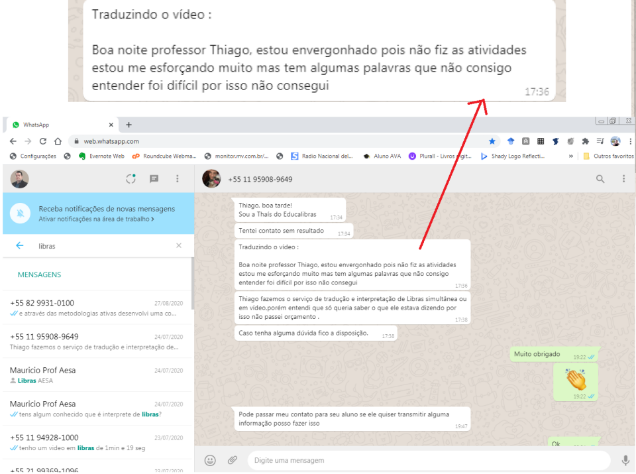 Traduzindo o vídeo :
Boa noite professor Thiago, estou envergonhado pois não fiz as atividades
estou me esforçando muito mas tem algumas palavras que não consigo
entender foi difícil por isso não consegui
17:36
WhatsApp
web.whatsapp.com
Configurações
Evernote Web
Roundcube Webma...
monitor.mv.com.br/...
Radio Nacional del...
Aluno AVA
Plurall - Livros digit...
Shady Logo Reflecti...
»
Outros favoritos
+55 11 95908-9649
Receba notificações de novas mensagens
Ativar notificações na área de trabalho >
libras
MENSAGENS
+55 82 9931-0100 27/08/2020
e através das metodologias ativas desenvolvi uma co...
+55 11 95908-9649 24/07/2020
Thiago fazemos o serviço de tradução e interpretação de...
Mauricio Prof Aesa 24/07/2020
Libras AESA
Mauricio Prof Aesa 24/07/2020
tens algum conhecido que é interprete de libras?
+55 11 94928-1000 23/07/2020
tenho um video em libras de 1min e 19 seg
+55 21 99369-1096
Thiago, boa tarde!
Sou a Thais do Educalibras 17:34
Tentei contato sem resultado 17:34
Traduzindo o vídeo :
Boa noite professor Thiago, estou envergonhado pois não fiz as atividades
estou me esforçando muito mas tem algumas palavras que não consigo
entender foi difícil por isso não consegui 17:36
Thiago fazemos o serviço de tradução e interpretação de Libras simultânea ou
em vídeo,porém entendi que só queria saber o que ele estava dizendo por
isso não passei orçamento . 17:38
Caso tenha alguma dúvida fico a disposição. 17:38
Muito obrigado 19:22
19:22
Pode passar meu contato para seu aluno se ele quiser transmitir alguma
informação posso fazer isso 19:47
Ok
Digite uma mensagem